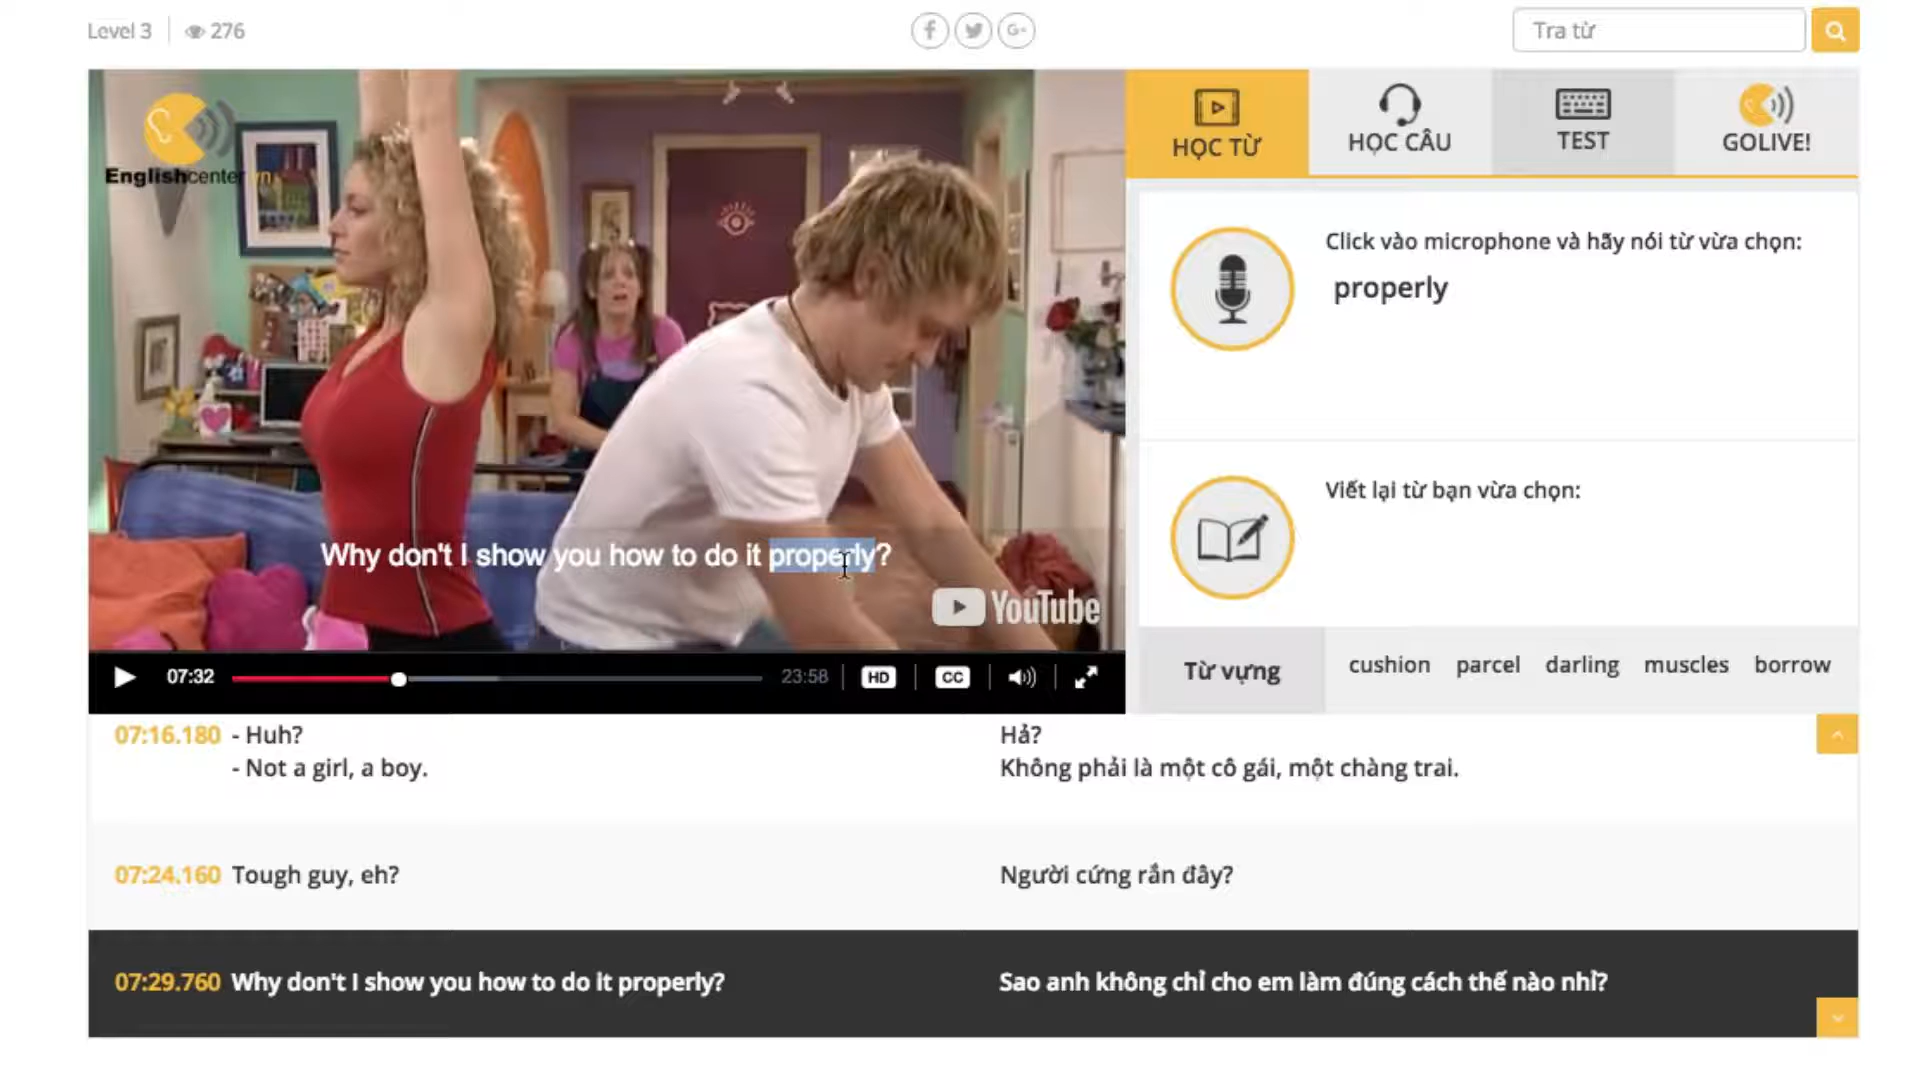 Level 3
276
Tra từ
Englishcenter.vn
HỌC TỪ
HỌC CÂU
TEST
GOLIVE!
Click vào microphone và hãy nói từ vừa chọn:
properly
Viết lại từ bạn vừa chọn:
Why don't I show you how to do it properly?
YouTube
07:32
23:58
HD
CC
Từ vựng
cushion parcel darling muscles borrow
07:16.180 - Huh?
- Not a girl, a boy.
Hả?
Không phải là một cô gái, một chàng trai.
07:24.160 Tough guy, eh?
Người cứng rắn đây?
07:29.760 Why don't I show you how to do it properly?
Sao anh không chỉ cho em làm đúng cách thế nào nhỉ?